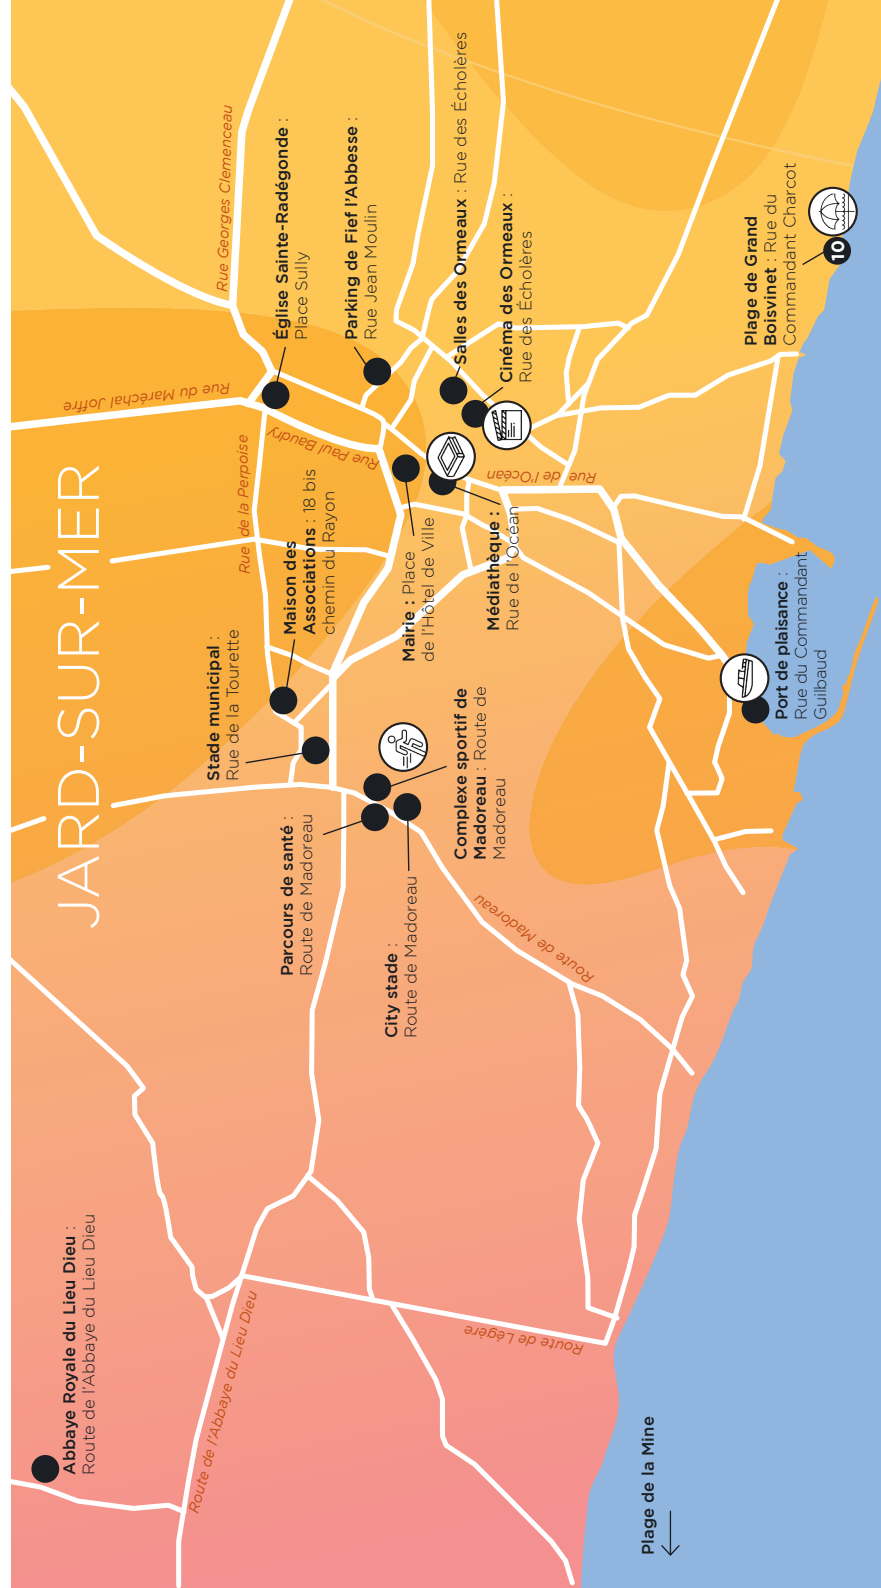 JARD-SUR-MER
Abbaye Royale du Lieu Dieu :
Route de l'Abbaye du Lieu Dieu
Route de l'Abbaye du Lieu Dieu
Route de Légère
Plage de la Mine
Parcours de santé :
Route de Madoreau
City stade :
Route de Madoreau
Complexe sportif de
Madoreau : Route de
Madoreau
Route de Madoreau
Stade municipal :
Rue de la Tourette
Maison des
Associations : 18 bis
chemin du Rayon
Rue de la Perpoise
Rue du Maréchal Joffre
Rue Paul Baudry
Rue Georges Clemenceau
Église Sainte-Radégonde :
Place Sully
Parking de Fief l'Abbesse :
Rue Jean Moulin
Mairie : Place
de l'Hôtel de Ville
Médiathèque :
Rue de l'Océan
Rue de l'Océan
Salles des Ormeaux : Rue des Écholères
Cinéma des Ormeaux :
Rue des Écholères
Port de plaisance :
Rue du Commandant
Guilbaud
Plage de Grand
Boisvinet : Rue du
Commandant Charcot
10